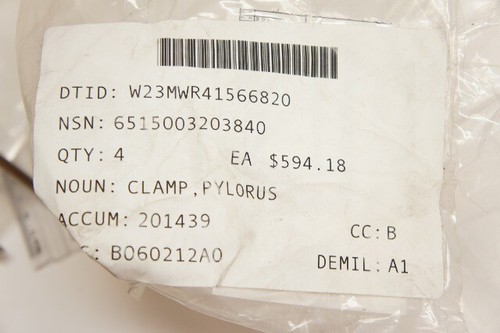 DTID: W23MWR41566820
NSN: 6515003203840
QTY: 4 EA $594.18
NOUN: CLAMP,PYLORUS
ACCUM: 201439 CC: B
: B060212A0 DEMIL: A1